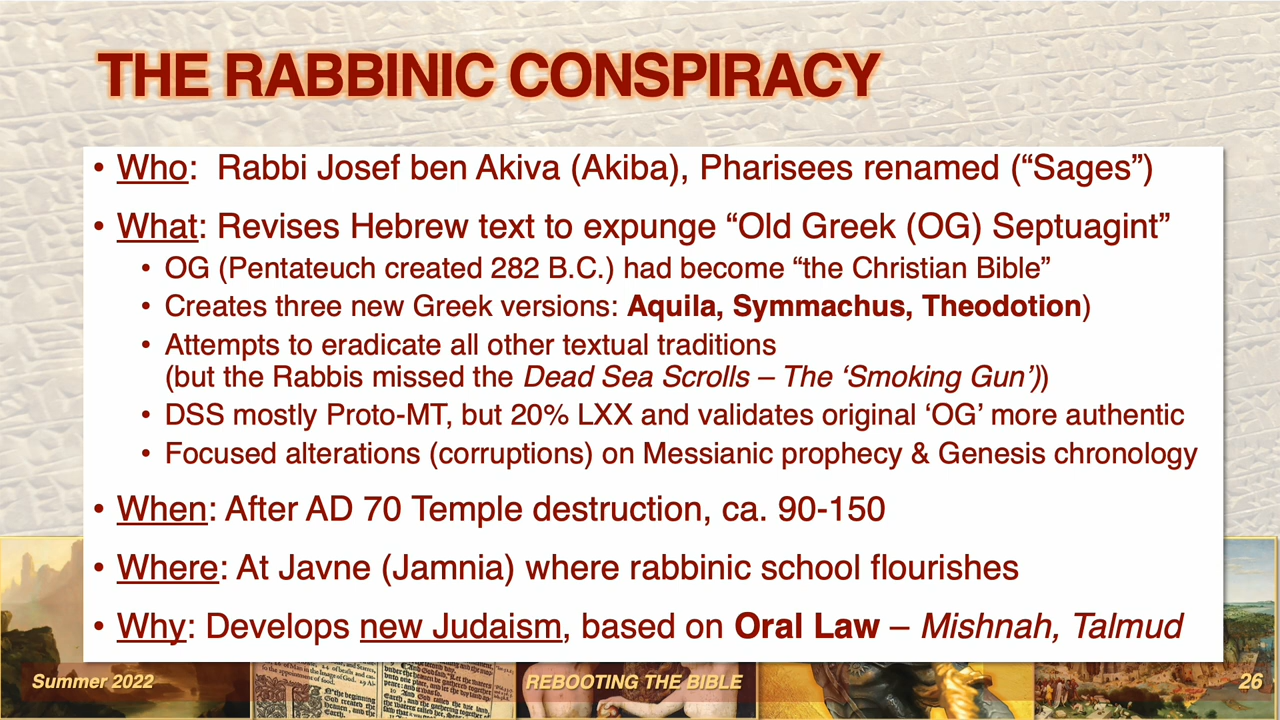 THE RABBINIC CONSPIRACY
• Who:  Rabbi Josef ben Akiva (Akiba), Pharisees renamed (“Sages”)
• What: Revises Hebrew text to expunge “Old Greek (OG) Septuagint”
• OG (Pentateuch created 282 B.C.) had become “the Christian Bible”
• Creates three new Greek versions: Aquila, Symmachus, Theodotion)
• Attempts to eradicate all other textual traditions
(but the Rabbis missed the Dead Sea Scrolls – The ‘Smoking Gun’))
• DSS mostly Proto-MT, but 20% LXX and validates original ‘OG’ more authentic
• Focused alterations (corruptions) on Messianic prophecy & Genesis chronology
• When: After AD 70 Temple destruction, ca. 90-150
• Where: At Javne (Jamnia) where rabbinic school flourishes
• Why: Develops new Judaism, based on Oral Law – Mishnah, Talmud
Summer 2022
REBOOTING THE BIBLE
26